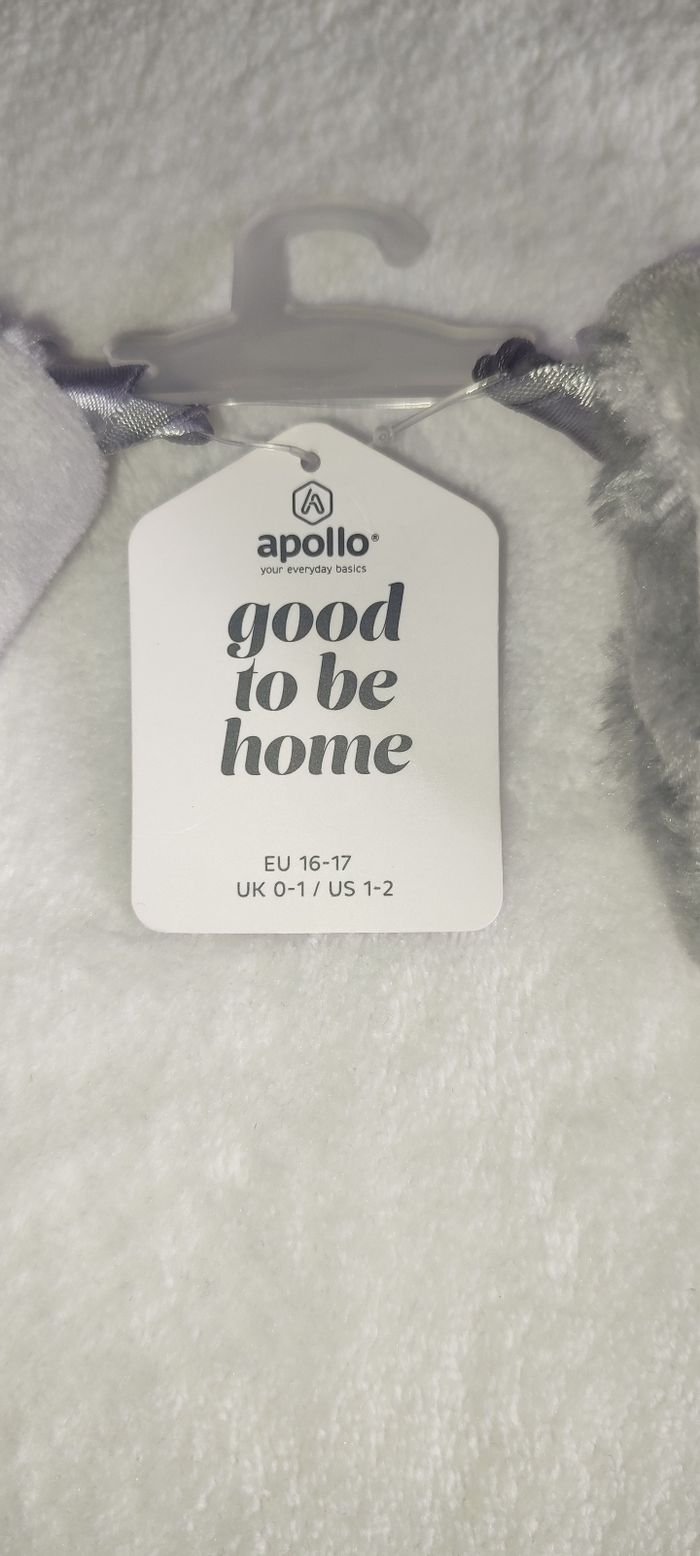 apollo®
your everyday basics
good
to be
home
EU 16-17
UK 0-1 / US 1-2